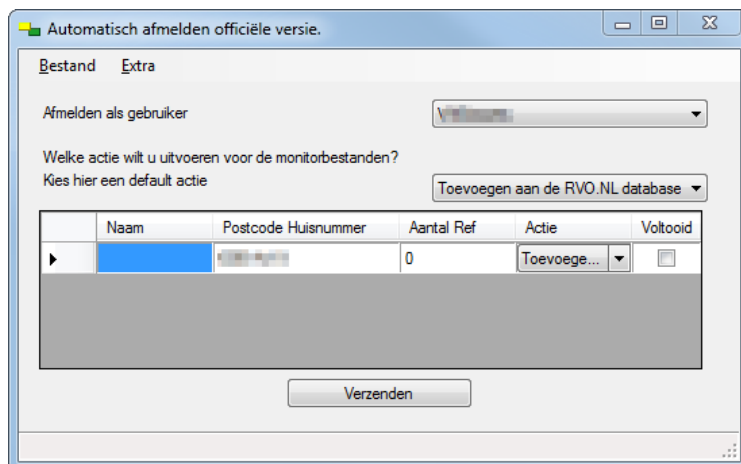 Automatisch afmelden officiële versie.
Bestand Extra
Afmelden als gebruiker
Welke actie wilt u uitvoeren voor de monitorbestanden?
Kies hier een default actie
Toevoegen aan de RVO.NL database
Naam Postcode Huisnummer Aantal Ref Actie Voltooid
0 Toevoege...
Verzenden